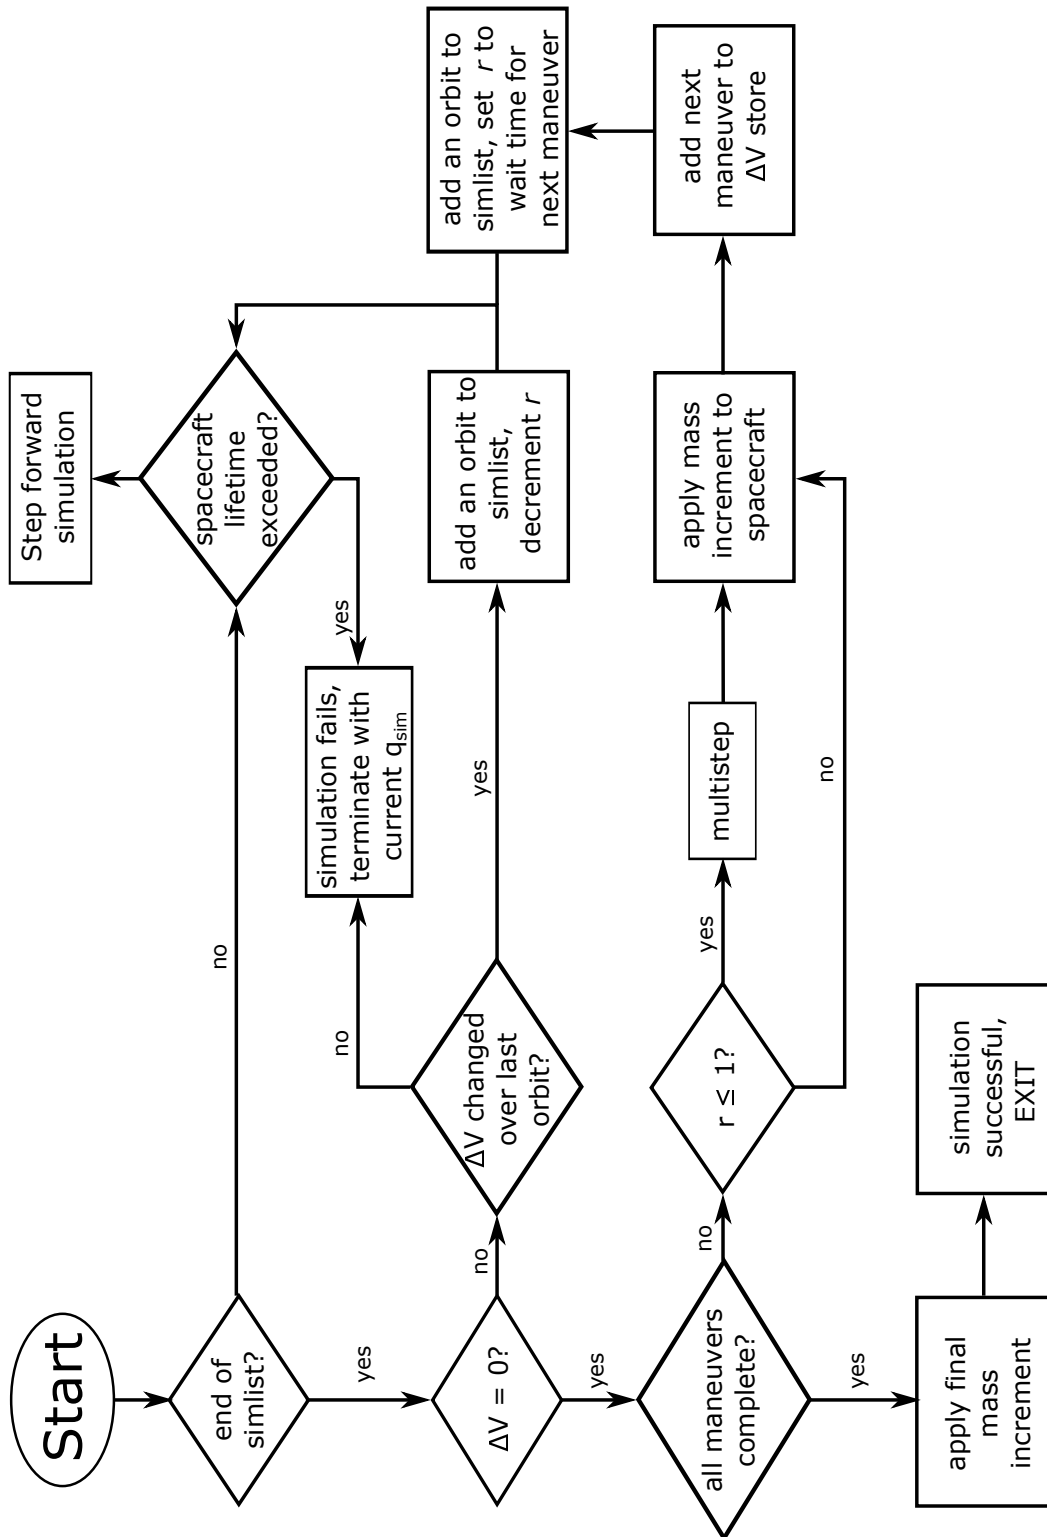 Start
end of
simlist?
no
yes
spacecraft
lifetime
exceeded?
Step forward
simulation
yes
simulation fails,
terminate with
current qsim
ΔV = 0?
no
ΔV changed
over last
orbit?
no
yes
add an orbit to
simlist,
decrement r
add an orbit to
simlist, set r to
wait time for
next maneuver
yes
all maneuvers
complete?
no
r ≤ 1?
yes
multistep
no
apply mass
increment to
spacecraft
add next
maneuver to
ΔV store
yes
apply final
mass
increment
simulation
successful,
EXIT